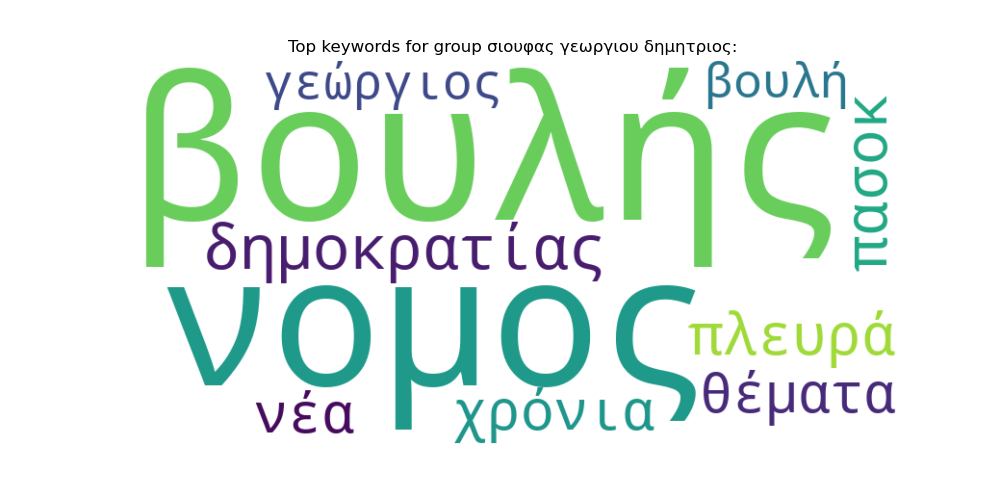 Top keywords for group σιουφας γεωργιου δημητριος:
γεώργιος
βουλή
βουλής
πασοκ
δημοκρατίας
νομος
πλευρά
θέματα
νέα
χρόνια